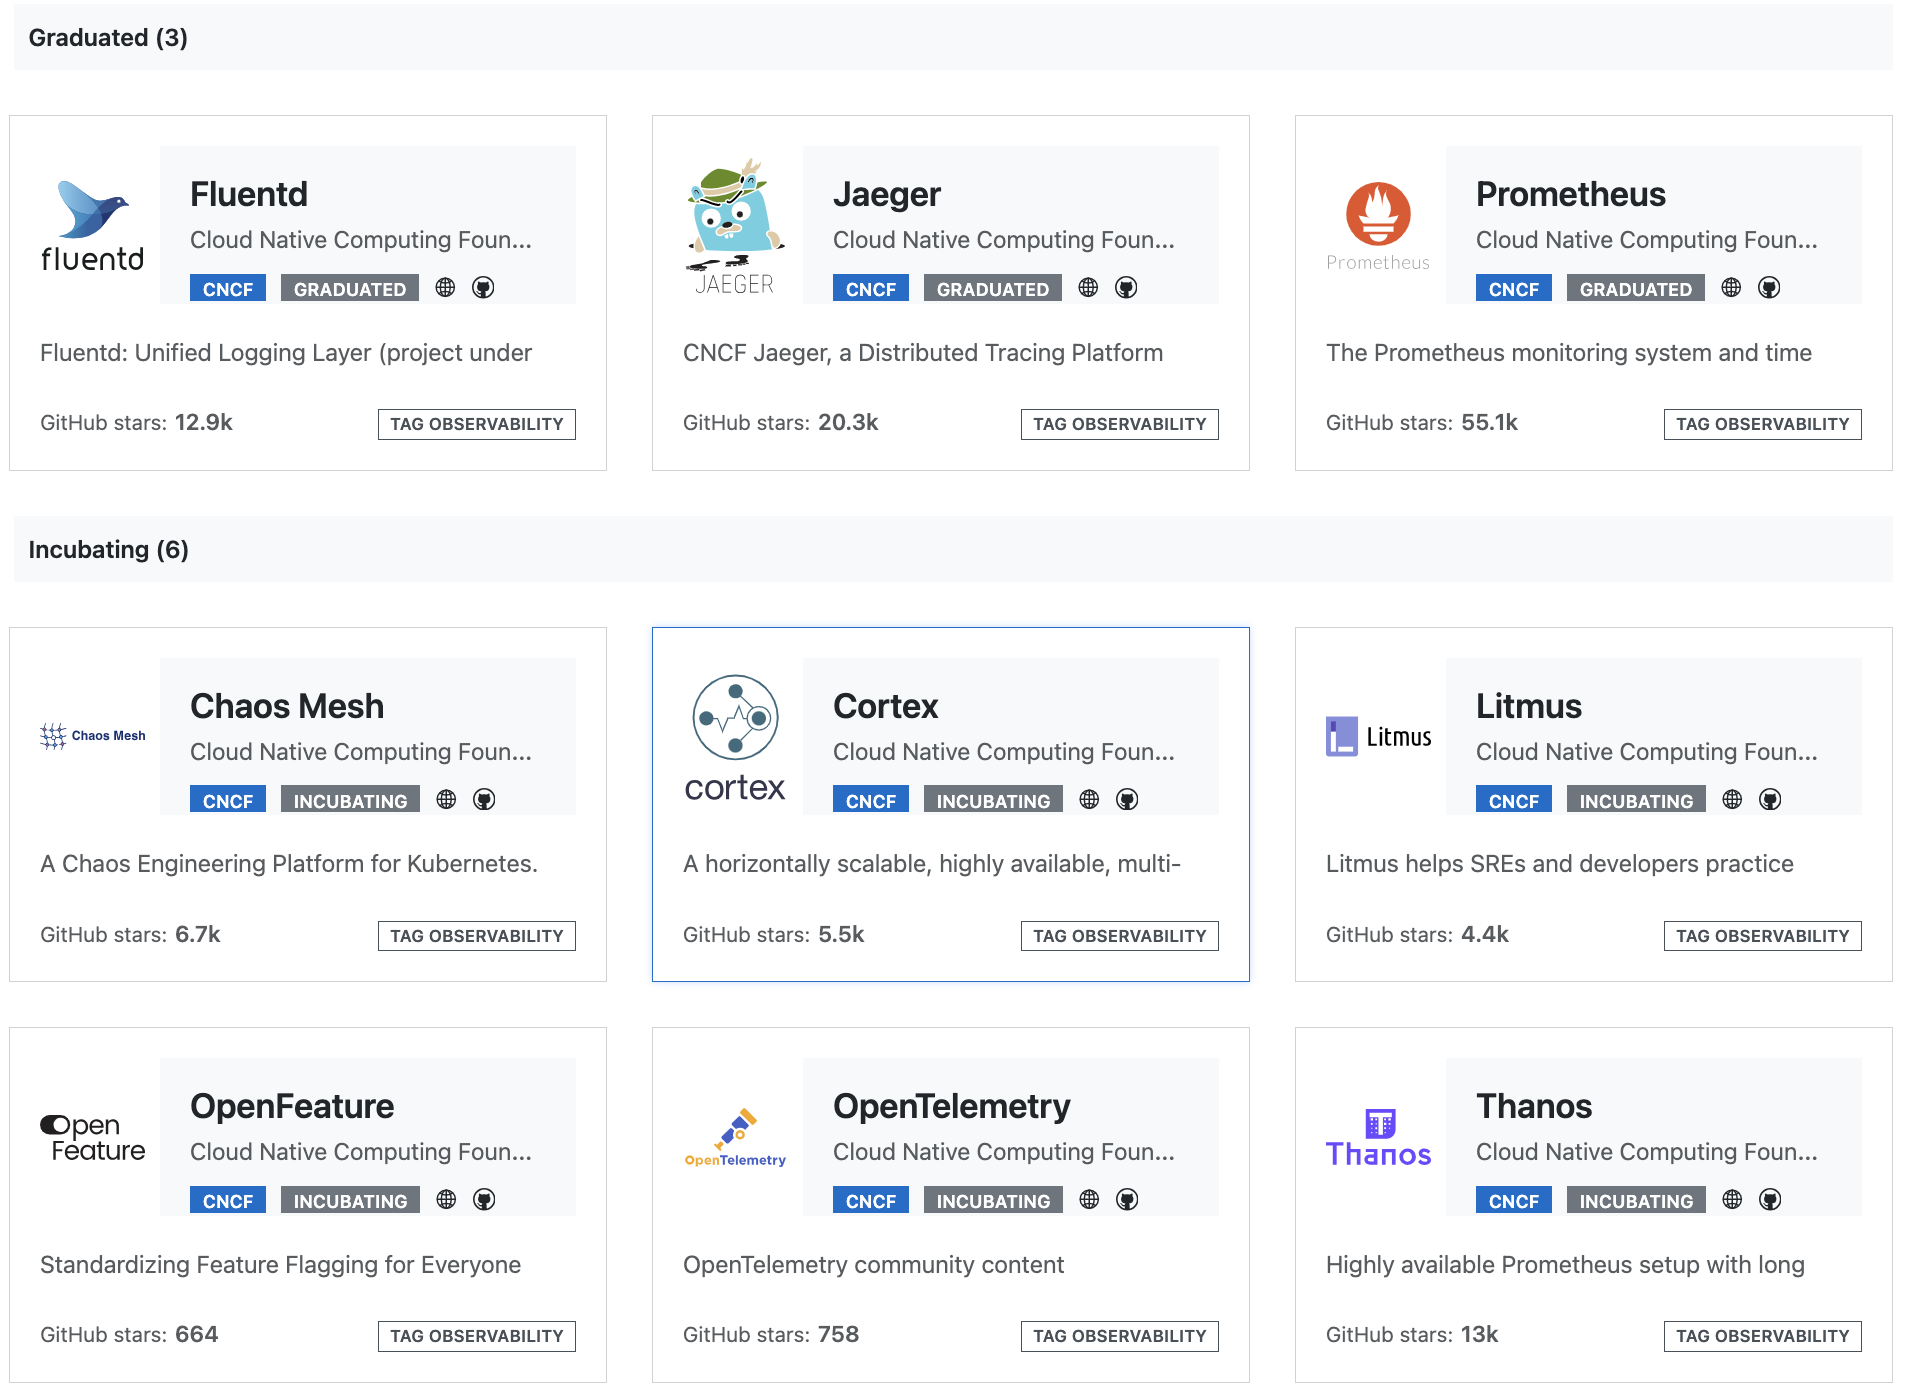 Graduated (3)
fluentd
Fluentd
Cloud Native Computing Foun...
CNCF GRADUATED
Fluentd: Unified Logging Layer (project under
GitHub stars: 12.9k
TAG OBSERVABILITY
JAEGER
Jaeger
Cloud Native Computing Foun...
CNCF GRADUATED
CNCF Jaeger, a Distributed Tracing Platform
GitHub stars: 20.3k
TAG OBSERVABILITY
Prometheus
Prometheus
Cloud Native Computing Foun...
CNCF GRADUATED
The Prometheus monitoring system and time
GitHub stars: 55.1k
TAG OBSERVABILITY
Incubating (6)
Chaos Mesh
Chaos Mesh
Cloud Native Computing Foun...
CNCF INCUBATING
A Chaos Engineering Platform for Kubernetes.
GitHub stars: 6.7k
TAG OBSERVABILITY
cortex
Cortex
Cloud Native Computing Foun...
CNCF INCUBATING
A horizontally scalable, highly available, multi-
GitHub stars: 5.5k
TAG OBSERVABILITY
Litmus
Litmus
Cloud Native Computing Foun...
CNCF INCUBATING
Litmus helps SREs and developers practice
GitHub stars: 4.4k
TAG OBSERVABILITY
Open
Feature
OpenFeature
Cloud Native Computing Foun...
CNCF INCUBATING
Standardizing Feature Flagging for Everyone
GitHub stars: 664
TAG OBSERVABILITY
OpenTelemetry
OpenTelemetry
Cloud Native Computing Foun...
CNCF INCUBATING
OpenTelemetry community content
GitHub stars: 758
TAG OBSERVABILITY
Thanos
Thanos
Cloud Native Computing Foun...
CNCF INCUBATING
Highly available Prometheus setup with long
GitHub stars: 13k
TAG OBSERVABILITY